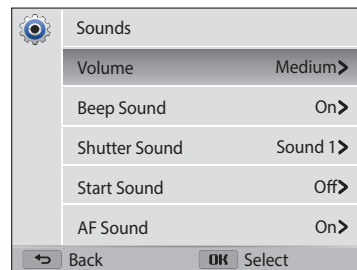 Sounds
Volume Medium>
Beep Sound On>
Shutter Sound Sound 1>
Start Sound Off>
AF Sound On>
Back OK Select